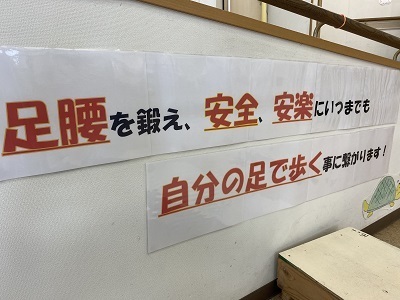 足腰を鍛え、安全、安楽にいつまでも
自分の足で歩く事に繋がります！